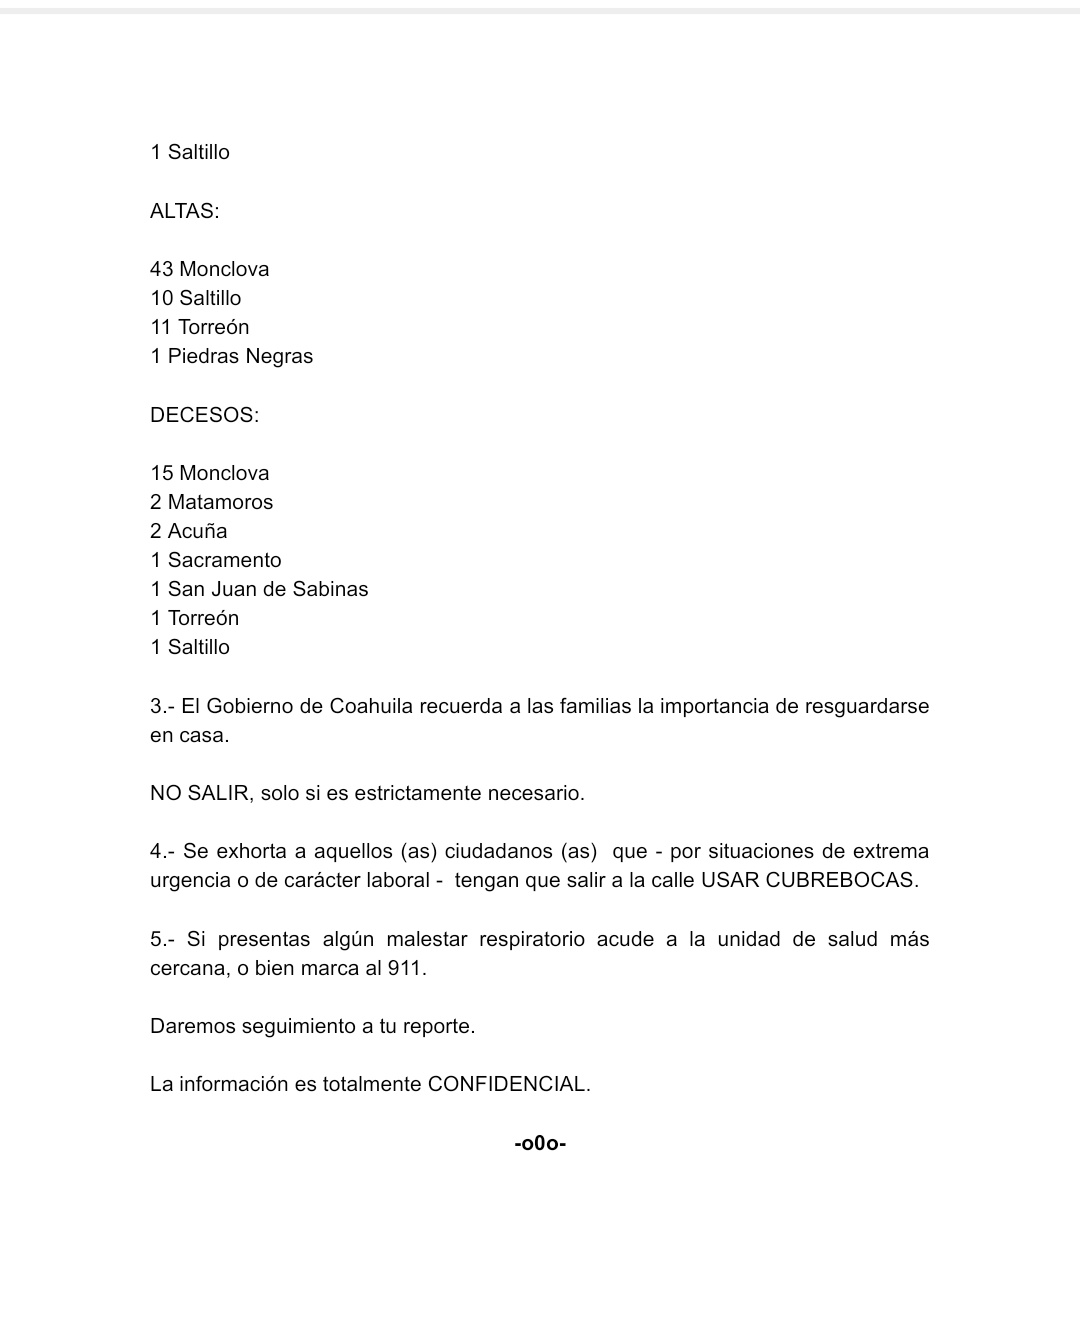 1 Saltillo
ALTAS:
43 Monclova
10 Saltillo
11 Torreón
1 Piedras Negras
DECESOS:
15 Monclova
2 Matamoros
2 Acuña
1 Sacramento
1 San Juan de Sabinas
1 Torreón
1 Saltillo
3.- El Gobierno de Coahuila recuerda a las familias la importancia de resguardarse
en casa.
NO SALIR, solo si es estrictamente necesario.
4.- Se exhorta a aquellos (as) ciudadanos (as)  que - por situaciones de extrema
urgencia o de carácter laboral -  tengan que salir a la calle USAR CUBREBOCAS.
5.- Si presentas algún malestar respiratorio acude a la unidad de salud más
cercana, o bien marca al 911.
Daremos seguimiento a tu reporte.
La información es totalmente CONFIDENCIAL.
-o0o-